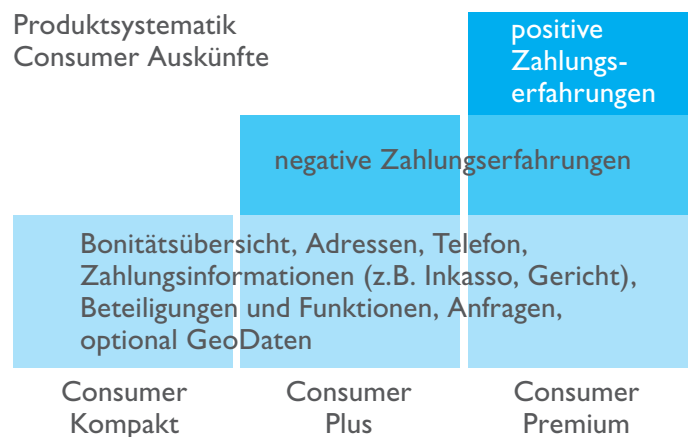 Produktsystematik
Consumer Auskünfte
positive
Zahlungs-
erfahrungen
negative Zahlungserfahrungen
Bonitätsübersicht, Adressen, Telefon,
Zahlungsinformationen (z.B. Inkasso, Gericht),
Beteiligungen und Funktionen, Anfragen,
optional GeoDaten
Consumer
Kompakt
Consumer
Plus
Consumer
Premium